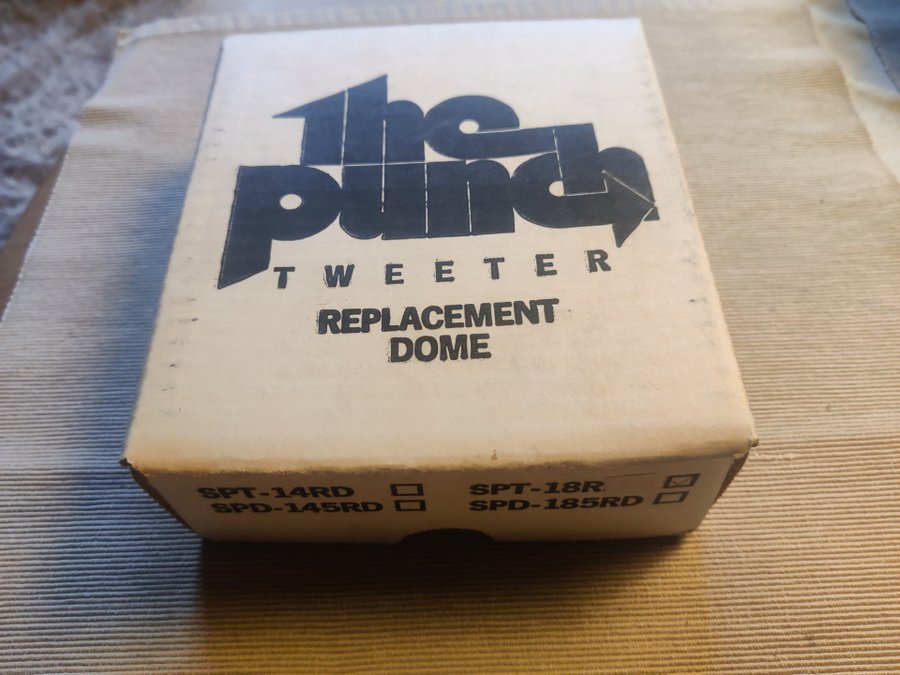 the
punch
TWEETER
REPLACEMENT
DOME
SPT-14RD
SPD-145RD
SPT-18R
SPD-185RD